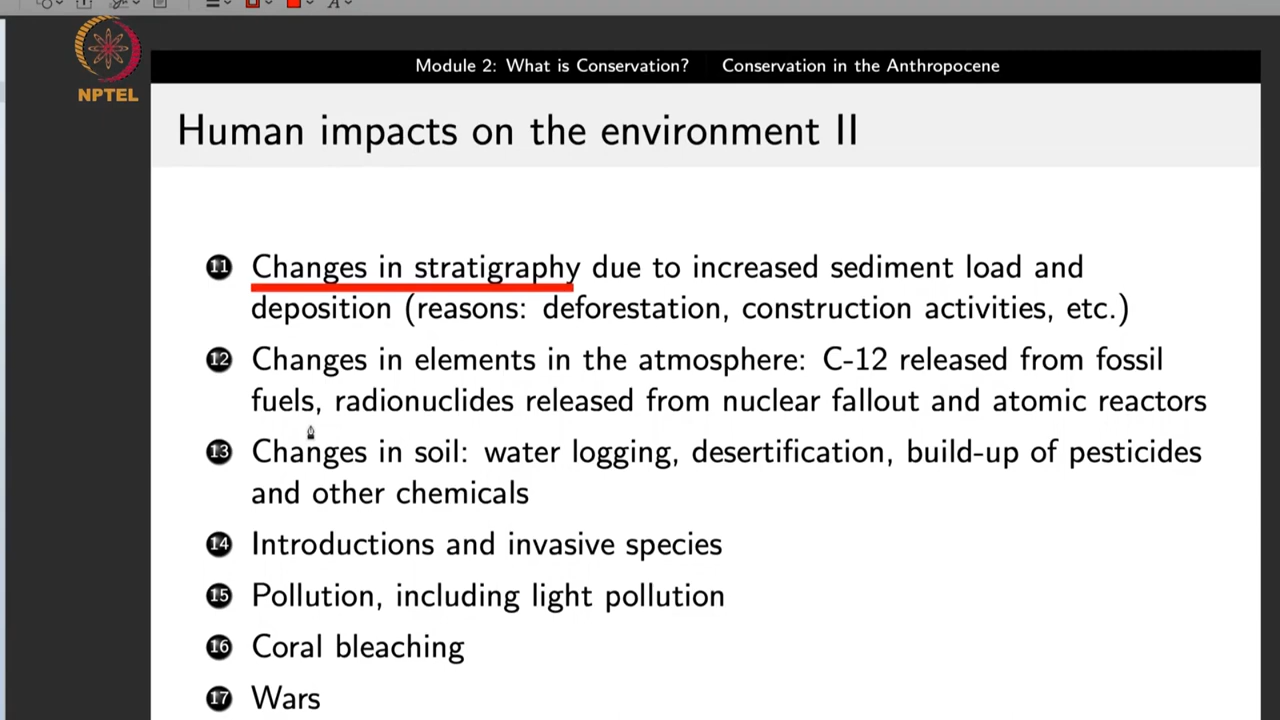 NPTEL
Module 2: What is Conservation? Conservation in the Anthropocene
Human impacts on the environment II
11 Changes in stratigraphy due to increased sediment load and
deposition (reasons: deforestation, construction activities, etc.)
12 Changes in elements in the atmosphere: C-12 released from fossil
fuels, radionuclides released from nuclear fallout and atomic reactors
13 Changes in soil: water logging, desertification, build-up of pesticides
and other chemicals
14 Introductions and invasive species
15 Pollution, including light pollution
16 Coral bleaching
17 Wars